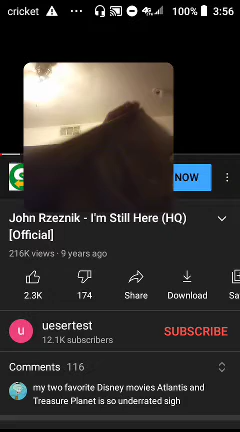 cricket 100% 3:56
NOW
John Rzeznik - I'm Still Here (HQ)
[Official]
216K views · 9 years ago
2.3K 174 Share Download
uesertest
12.1K subscribers
SUBSCRIBE
Comments 116
my two favorite Disney movies Atlantis and
Treasure Planet is so underrated sigh